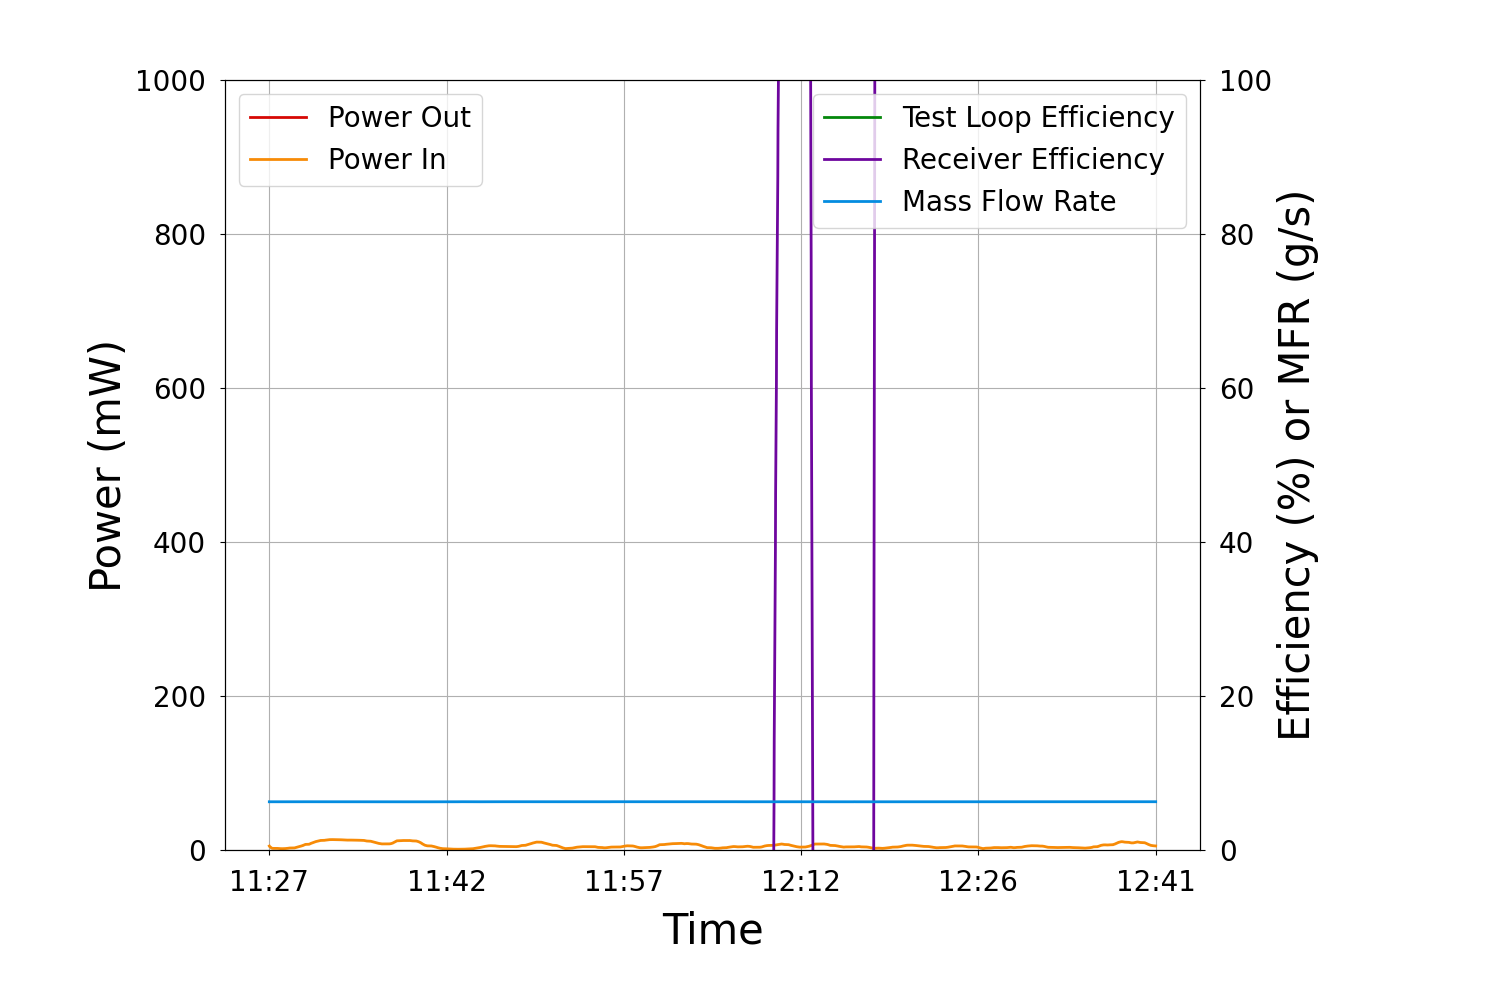 1000
800
600
400
200
0
Power (mW)
Power Out
Power In
Test Loop Efficiency
Receiver Efficiency
Mass Flow Rate
100
80
60
40
20
0
Efficiency (%) or MFR (g/s)
11:27 11:42 11:57 12:12 12:26 12:41
Time